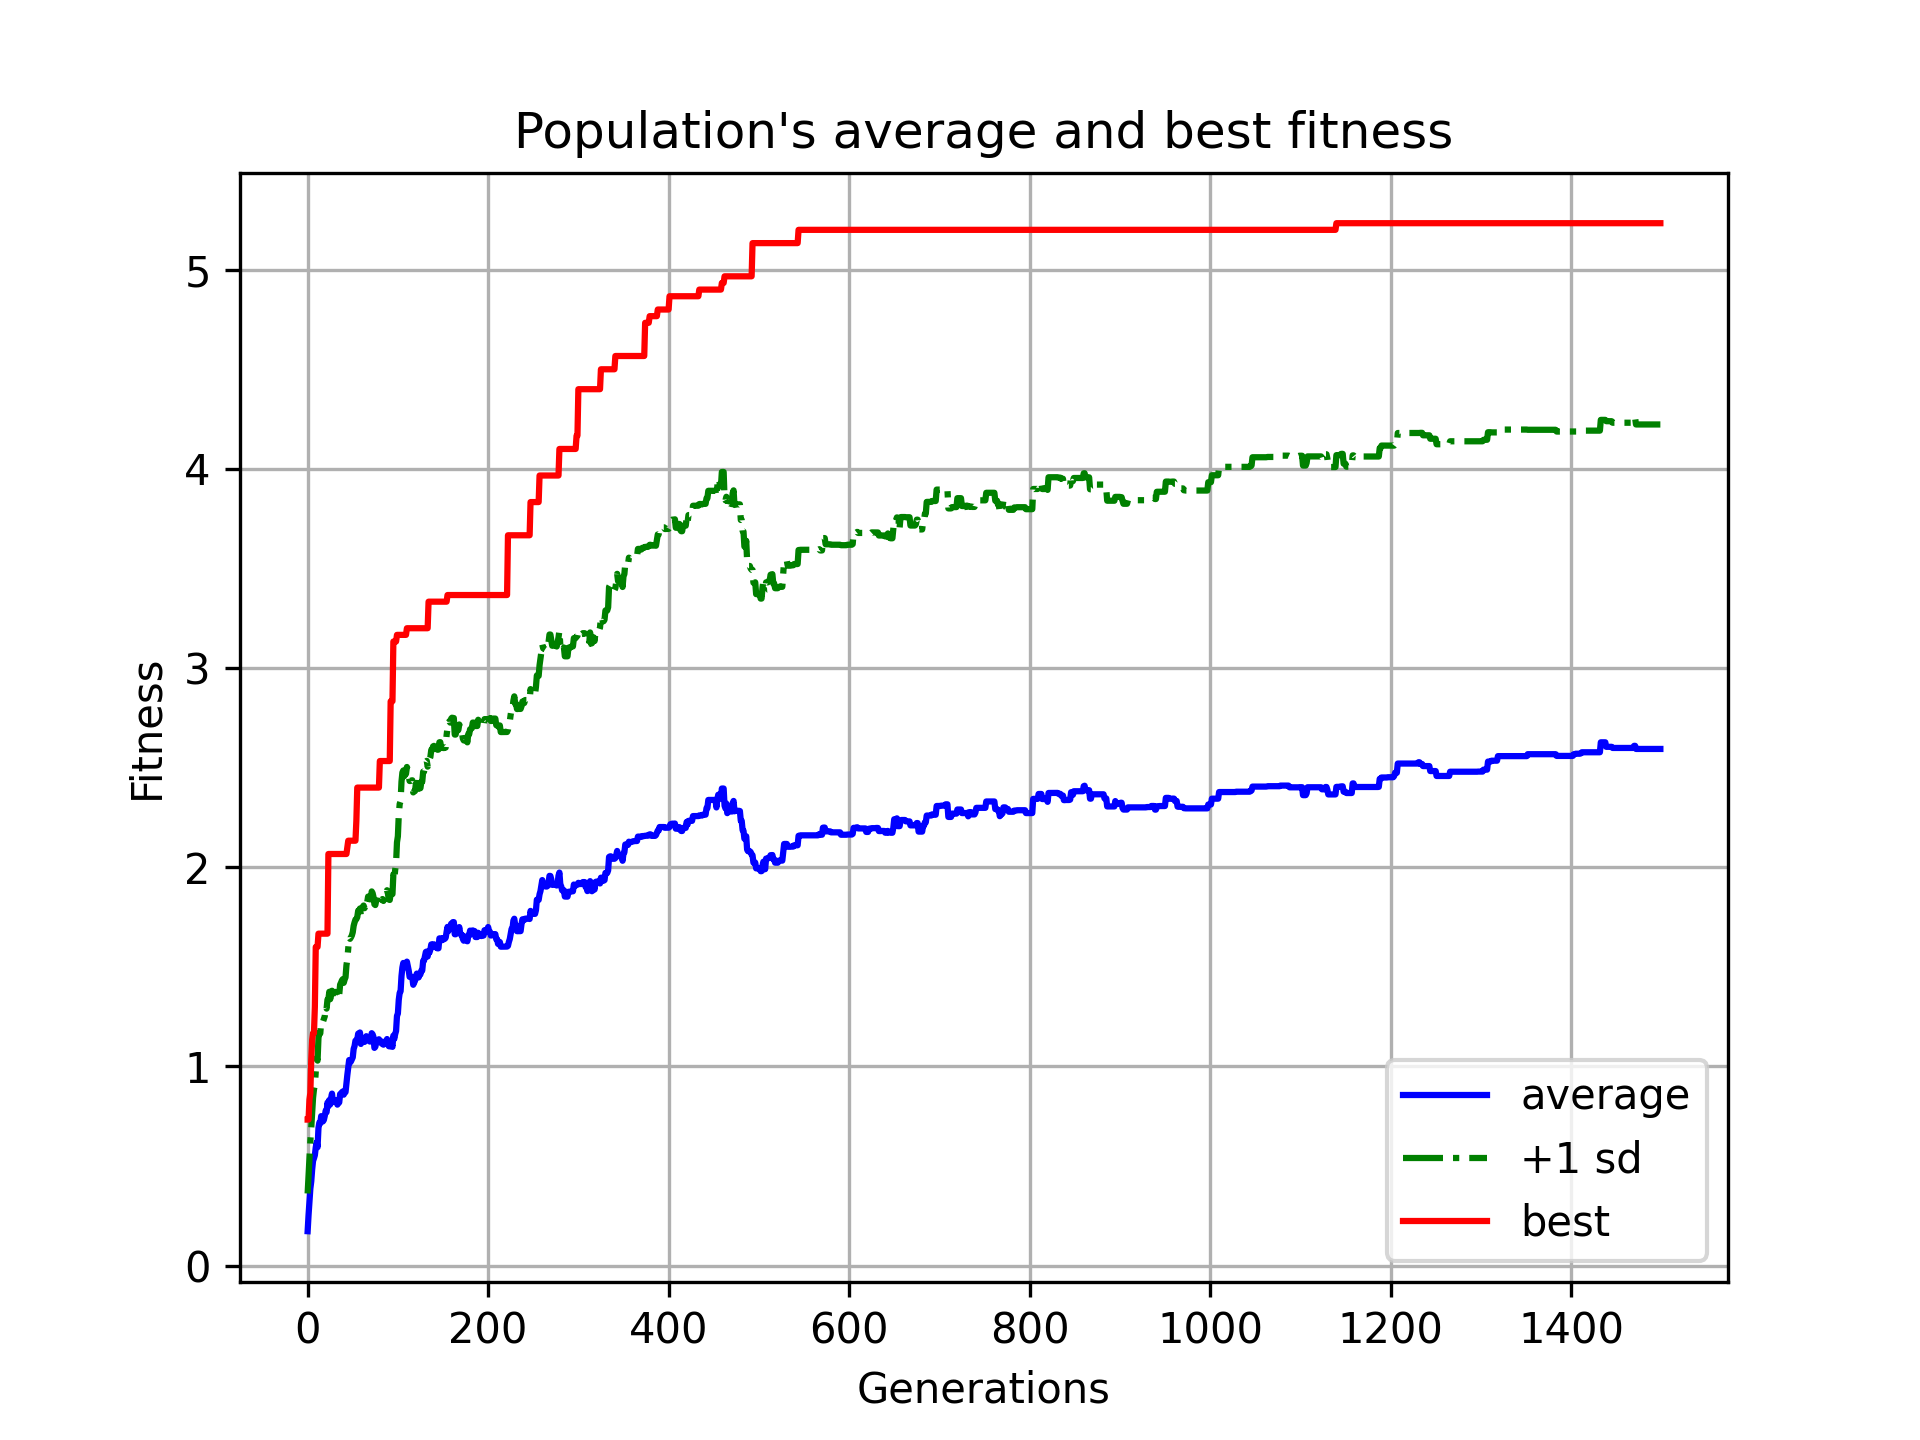 Population's average and best fitness
Fitness
5
4
3
2
1
0
average
+1 sd
best
0 200 400 600 800 1000 1200 1400
Generations